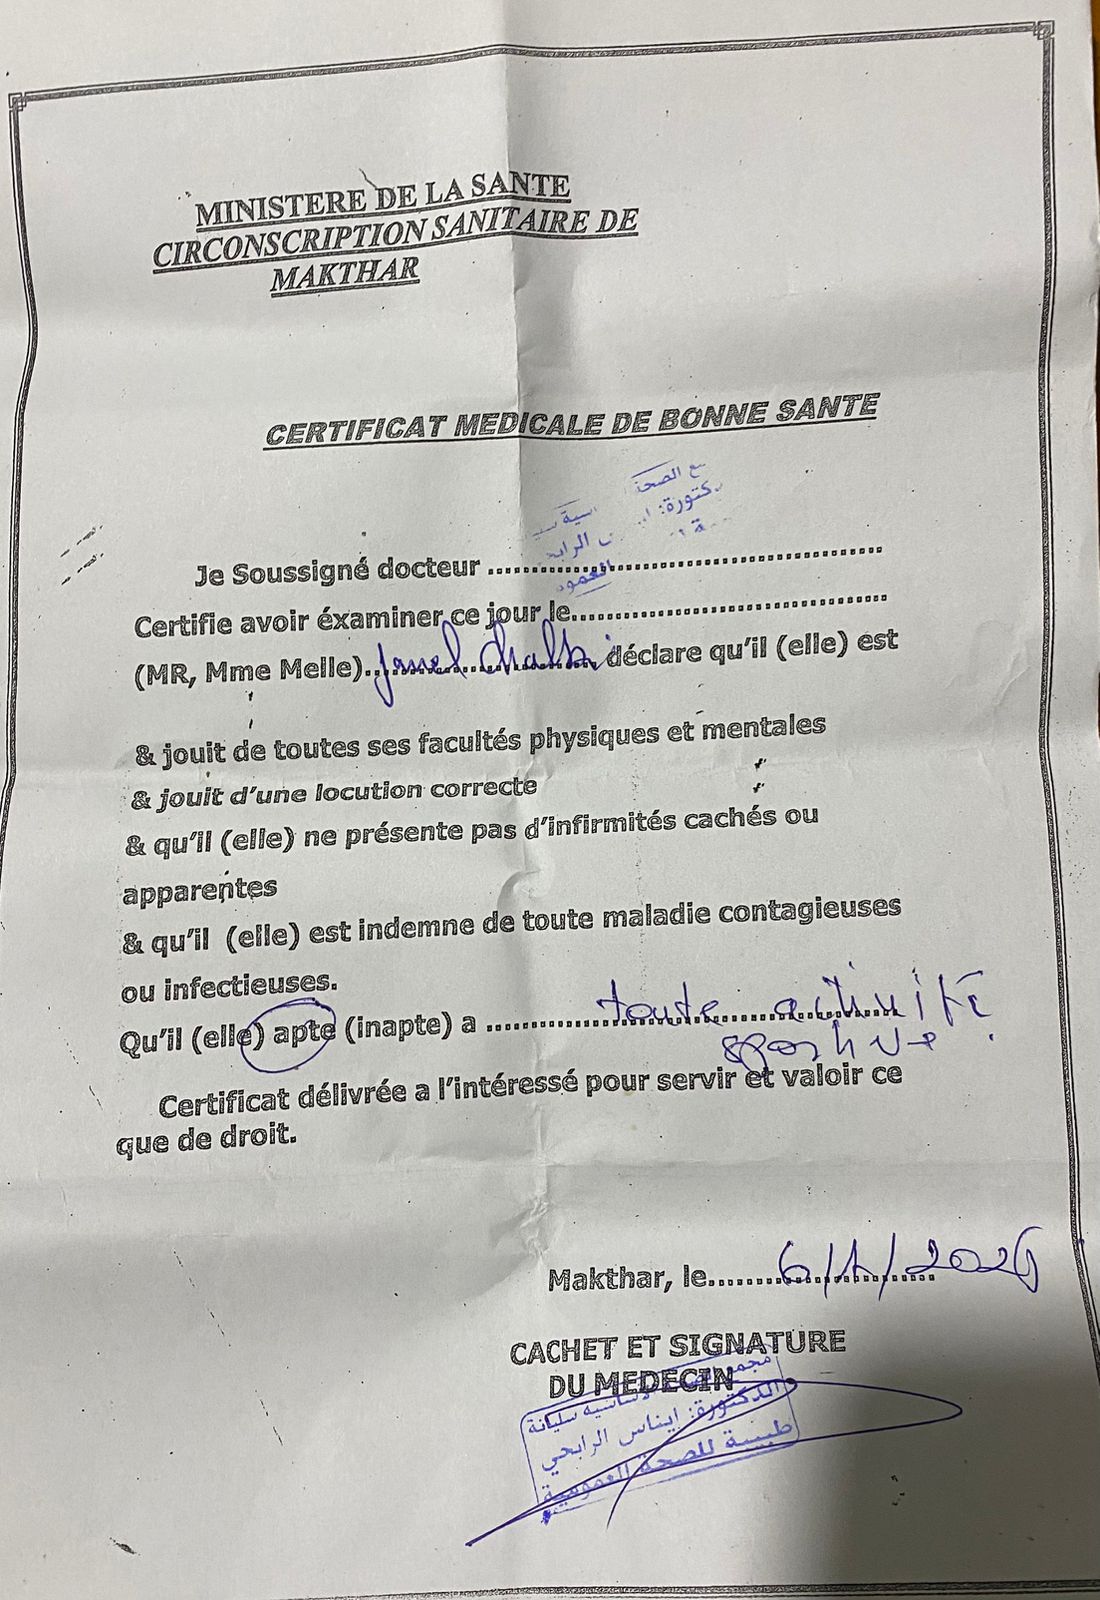 MINISTERE DE LA SANTE
CIRCONSCRIPTION SANITAIRE DE
MAKTHAR
CERTIFICAT MEDICALE DE BONNE SANTE
Je Soussigné docteur ..................................................
Certifie avoir éxaminer ce jour le........................................
(MR, Mme Melle)............................ déclare qu'il (elle) est
& jouit de toutes ses facultés physiques et mentales
& jouit d'une locution correcte
& qu'il (elle) ne présente pas d'infirmités cachés ou
apparentes
& qu'il (elle) est indemne de toute maladie contagieuses
ou infectieuses.
Qu'il (elle) apte (inapte) a ........ toute activité
sportive.
Certificat délivrée a l'intéressé pour servir et valoir ce
que de droit.
Makthar, le........ 6/1/2026
CACHET ET SIGNATURE
DU MEDECIN
مجمع الصحة الأساسية سليانة
الدكتورة: إيناس الرابحي
طبيبة للصحة العمومية